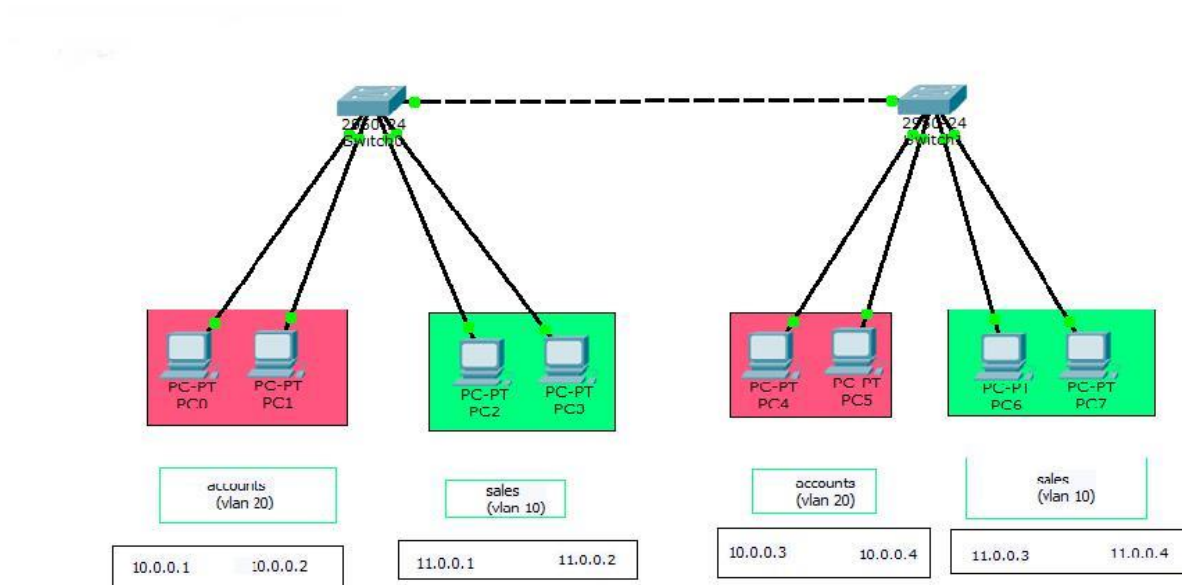 2950-24
Switch0
2950-24
PC-PT
PC0
PC-PT
PC1
PC-PT
PC2
PC-PT
PC3
PC-PT
PC4
PC-PT
PC5
PC-PT
PC6
PC-PT
PC7
accounts
(vlan 20)
sales
(vlan 10)
accounts
(vlan 20)
sales
(vlan 10)
10.0.0.1 10.0.0.2
11.0.0.1 11.0.0.2
10.0.0.3 10.0.0.4
11.0.0.3 11.0.0.4